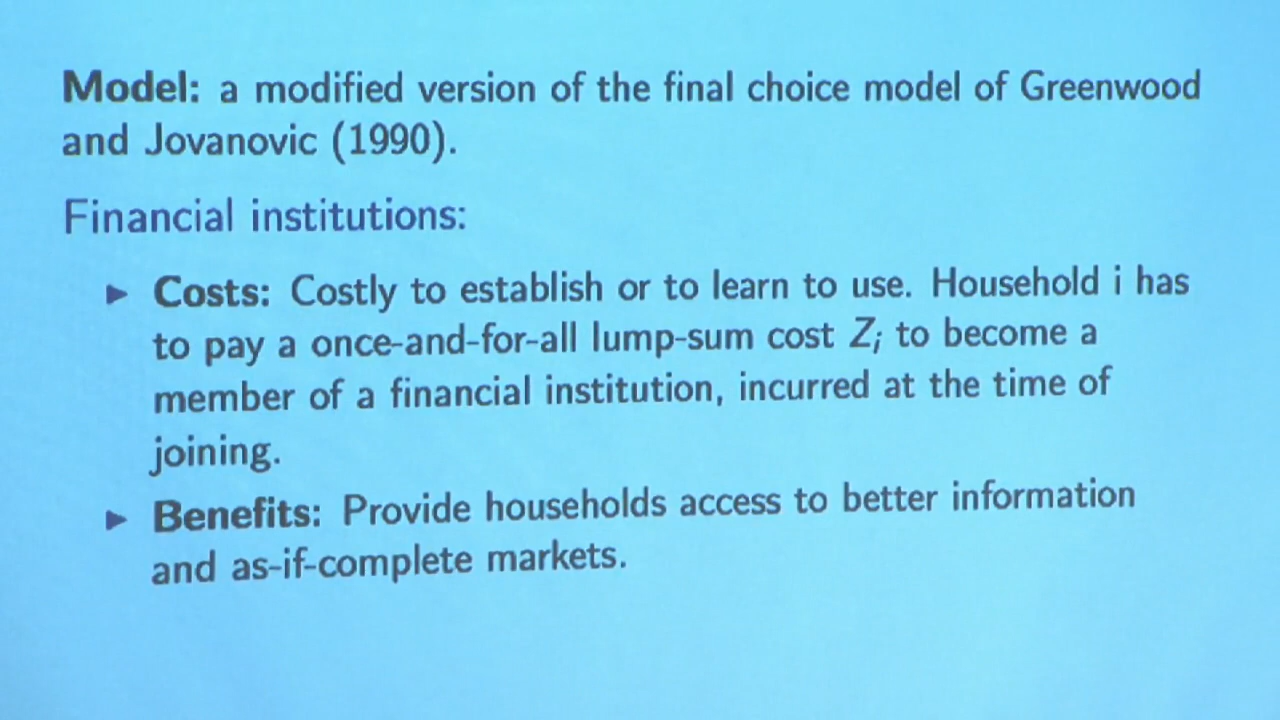 Model: a modified version of the final choice model of Greenwood
and Jovanovic (1990).
Financial institutions:
► Costs: Costly to establish or to learn to use. Household i has
to pay a once-and-for-all lump-sum cost Zᵢ to become a
member of a financial institution, incurred at the time of
joining.
► Benefits: Provide households access to better information
and as-if-complete markets.